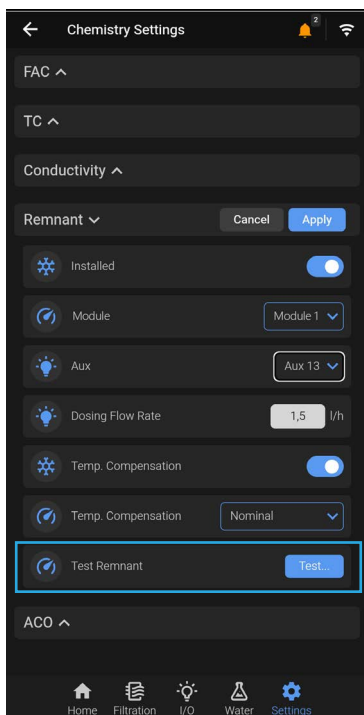 Chemistry Settings
2
FAC
TC
Conductivity
Remnant
Cancel
Apply
Installed
Module
Module 1
Aux
Aux 13
Dosing Flow Rate
1,5
l/h
Temp. Compensation
Temp. Compensation
Nominal
Test Remnant
Test...
ACO
Home
Filtration
I/O
Water
Settings